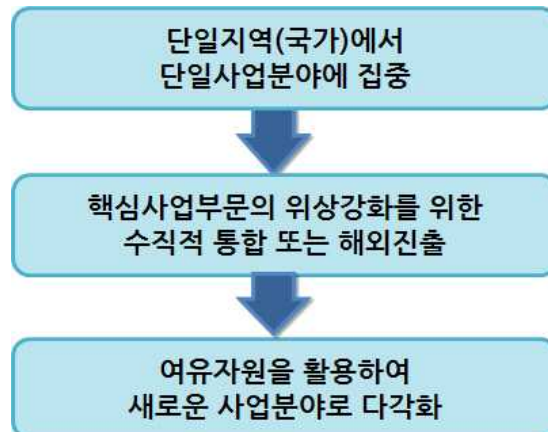 단일지역(국가)에서
단일사업분야에 집중
핵심사업부문의 위상강화를 위한
수직적 통합 또는 해외진출
여유자원을 활용하여
새로운 사업분야로 다각화